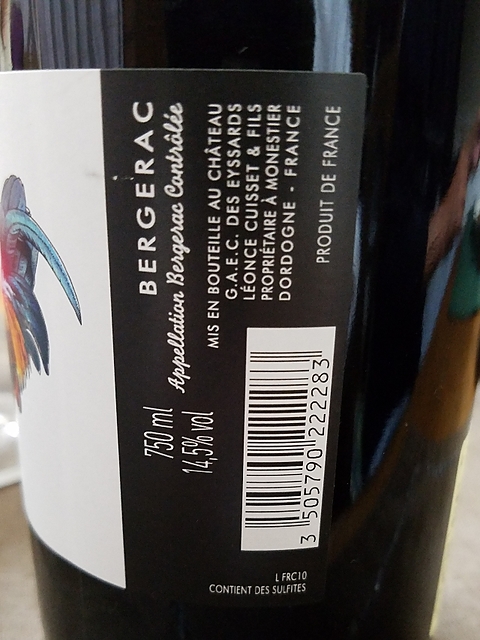 BERGERAC
Appellation Bergerac Contrôlée
MIS EN BOUTEILLE AU CHÂTEAU
G.A.E.C. DES EYSSARDS
LÉONCE CUISSET & FILS
PROPRIÉTAIRE À MONESTIER
DORDOGNE - FRANCE
PRODUIT DE FRANCE
750 ml
14,5% vol
3 505790 222283
L FRC10
CONTIENT DES SULFITES